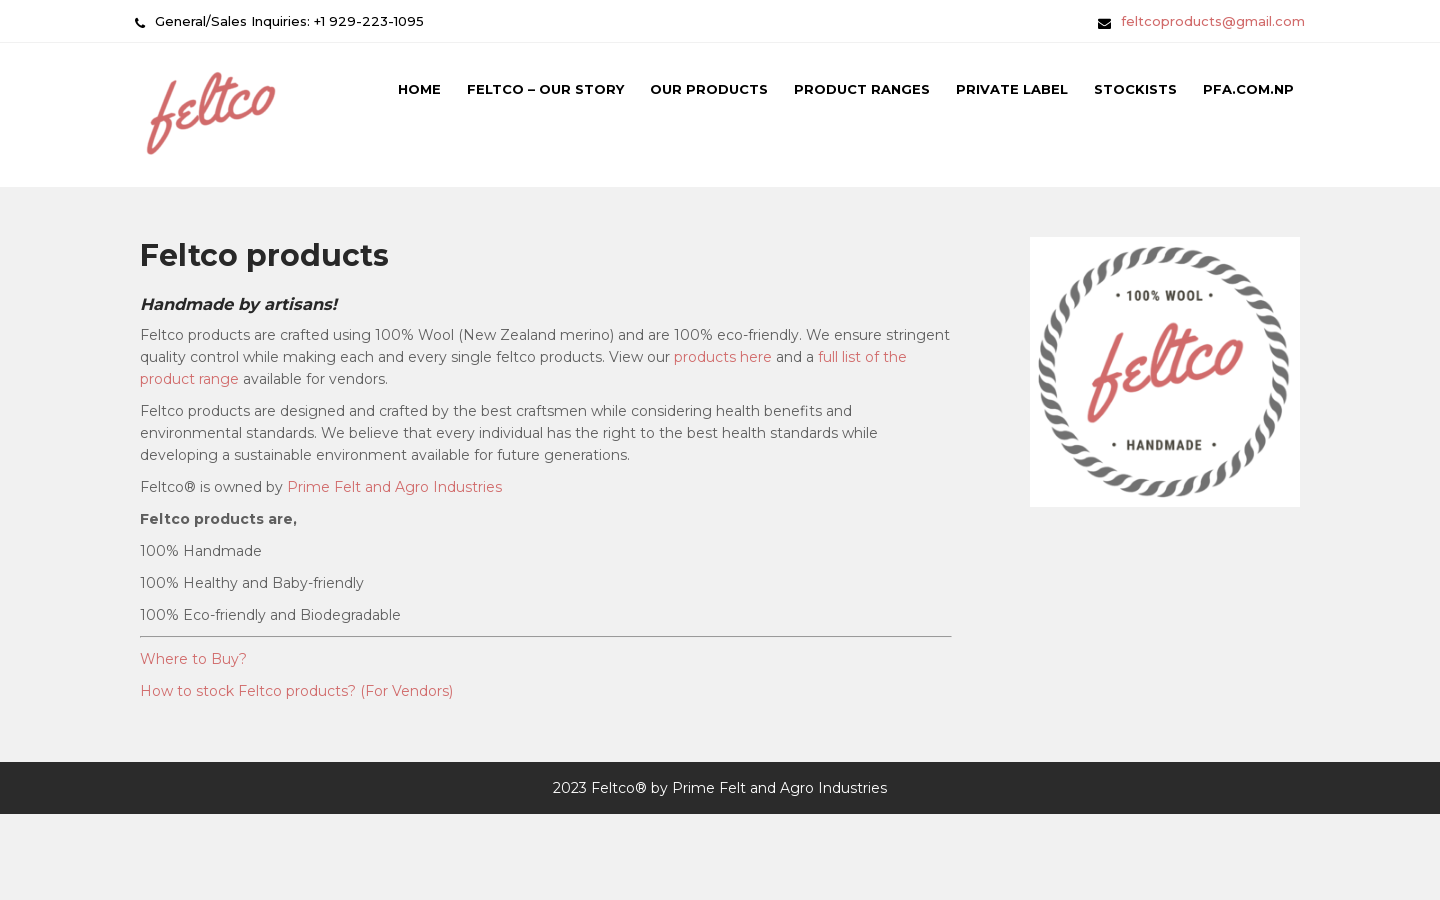 General/Sales Inquiries: +1 929-223-1095
feltcoproducts@gmail.com
feltco
HOME
FELTCO – OUR STORY
OUR PRODUCTS
PRODUCT RANGES
PRIVATE LABEL
STOCKISTS
PFA.COM.NP
Feltco products
Handmade by artisans!
Feltco products are crafted using 100% Wool (New Zealand merino) and are 100% eco-friendly. We ensure stringent
quality control while making each and every single feltco products. View our products here and a full list of the
product range available for vendors.
Feltco products are designed and crafted by the best craftsmen while considering health benefits and
environmental standards. We believe that every individual has the right to the best health standards while
developing a sustainable environment available for future generations.
Feltco® is owned by Prime Felt and Agro Industries
Feltco products are,
100% Handmade
100% Healthy and Baby-friendly
100% Eco-friendly and Biodegradable
Where to Buy?
How to stock Feltco products? (For Vendors)
• 100% WOOL •
feltco
• HANDMADE •
2023 Feltco® by Prime Felt and Agro Industries